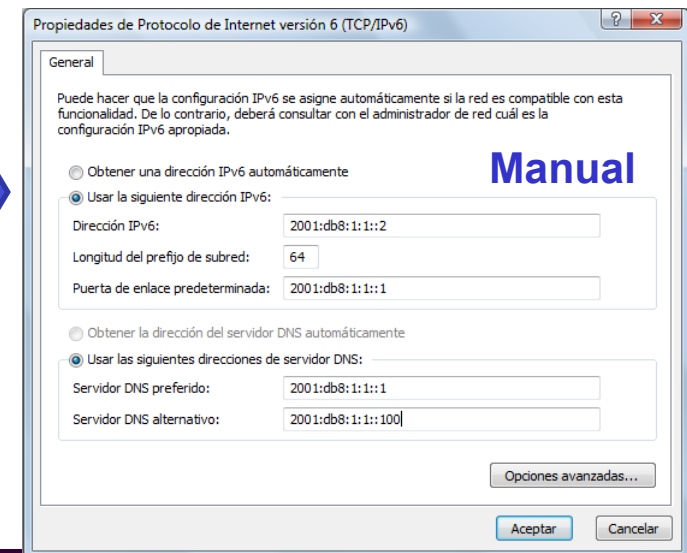 Propiedades de Protocolo de Internet versión 6 (TCP/IPv6)
General
Puede hacer que la configuración IPv6 se asigne automáticamente si la red es compatible con esta
funcionalidad. De lo contrario, deberá consultar con el administrador de red cuál es la
configuración IPv6 apropiada.
Manual
Obtener una dirección IPv6 automáticamente
Usar la siguiente dirección IPv6:
Dirección IPv6: 2001:db8:1:1::2
Longitud del prefijo de subred: 64
Puerta de enlace predeterminada: 2001:db8:1:1::1
Obtener la dirección del servidor DNS automáticamente
Usar las siguientes direcciones de servidor DNS:
Servidor DNS preferido: 2001:db8:1:1::1
Servidor DNS alternativo: 2001:db8:1:1::100
Opciones avanzadas...
Aceptar Cancelar